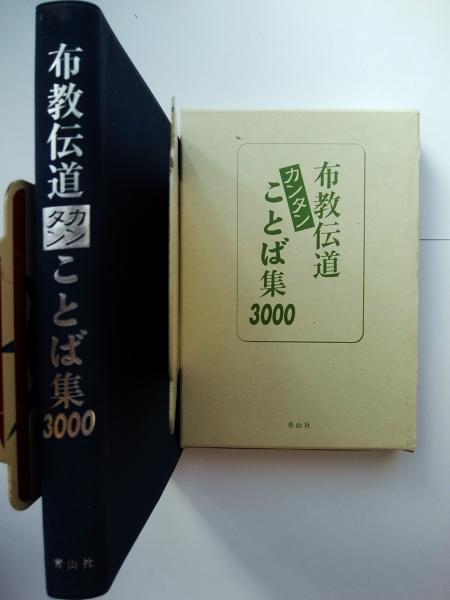 布教伝道
カンタン
ことば集
3000
青山社
布教伝道
カンタン
ことば集
3000
青山社